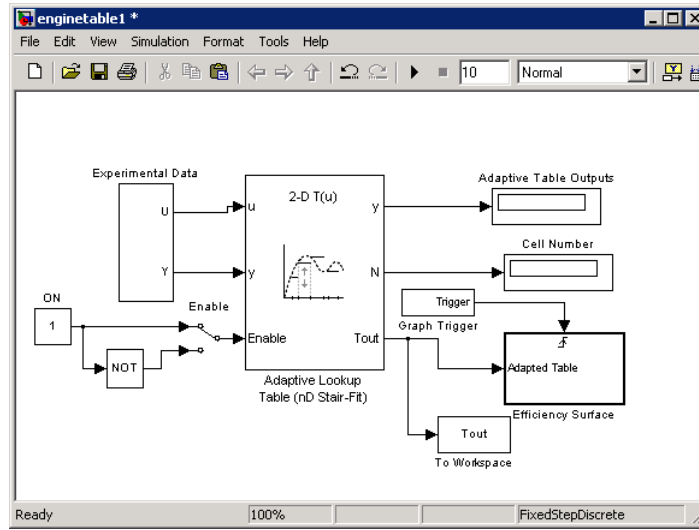 enginetable1 *
File Edit View Simulation Format Tools Help
10 Normal
Experimental Data
U
Y
2-D T(u)
u
y
Enable
y
N
Tout
Adaptive Lookup
Table (nD Stair-Fit)
Adaptive Table Outputs
Cell Number
Trigger
Graph Trigger
Adapted Table
Efficiency Surface
ON
1
NOT
Enable
Tout
To Workspace
Ready 100% FixedStepDiscrete